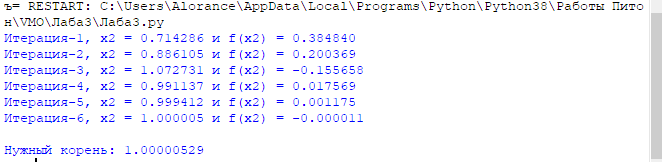 ъ= RESTART: C:\Users\Alorance\AppData\Local\Programs\Python\Python38\Работы Пито
н\VMO\Лаба3\Лаба3.py
Итерация-1, x2 = 0.714286 и f(x2) = 0.384840
Итерация-2, x2 = 0.886105 и f(x2) = 0.200369
Итерация-3, x2 = 1.072731 и f(x2) = -0.155658
Итерация-4, x2 = 0.991137 и f(x2) = 0.017569
Итерация-5, x2 = 0.999412 и f(x2) = 0.001175
Итерация-6, x2 = 1.000005 и f(x2) = -0.000011
Нужный корень: 1.00000529